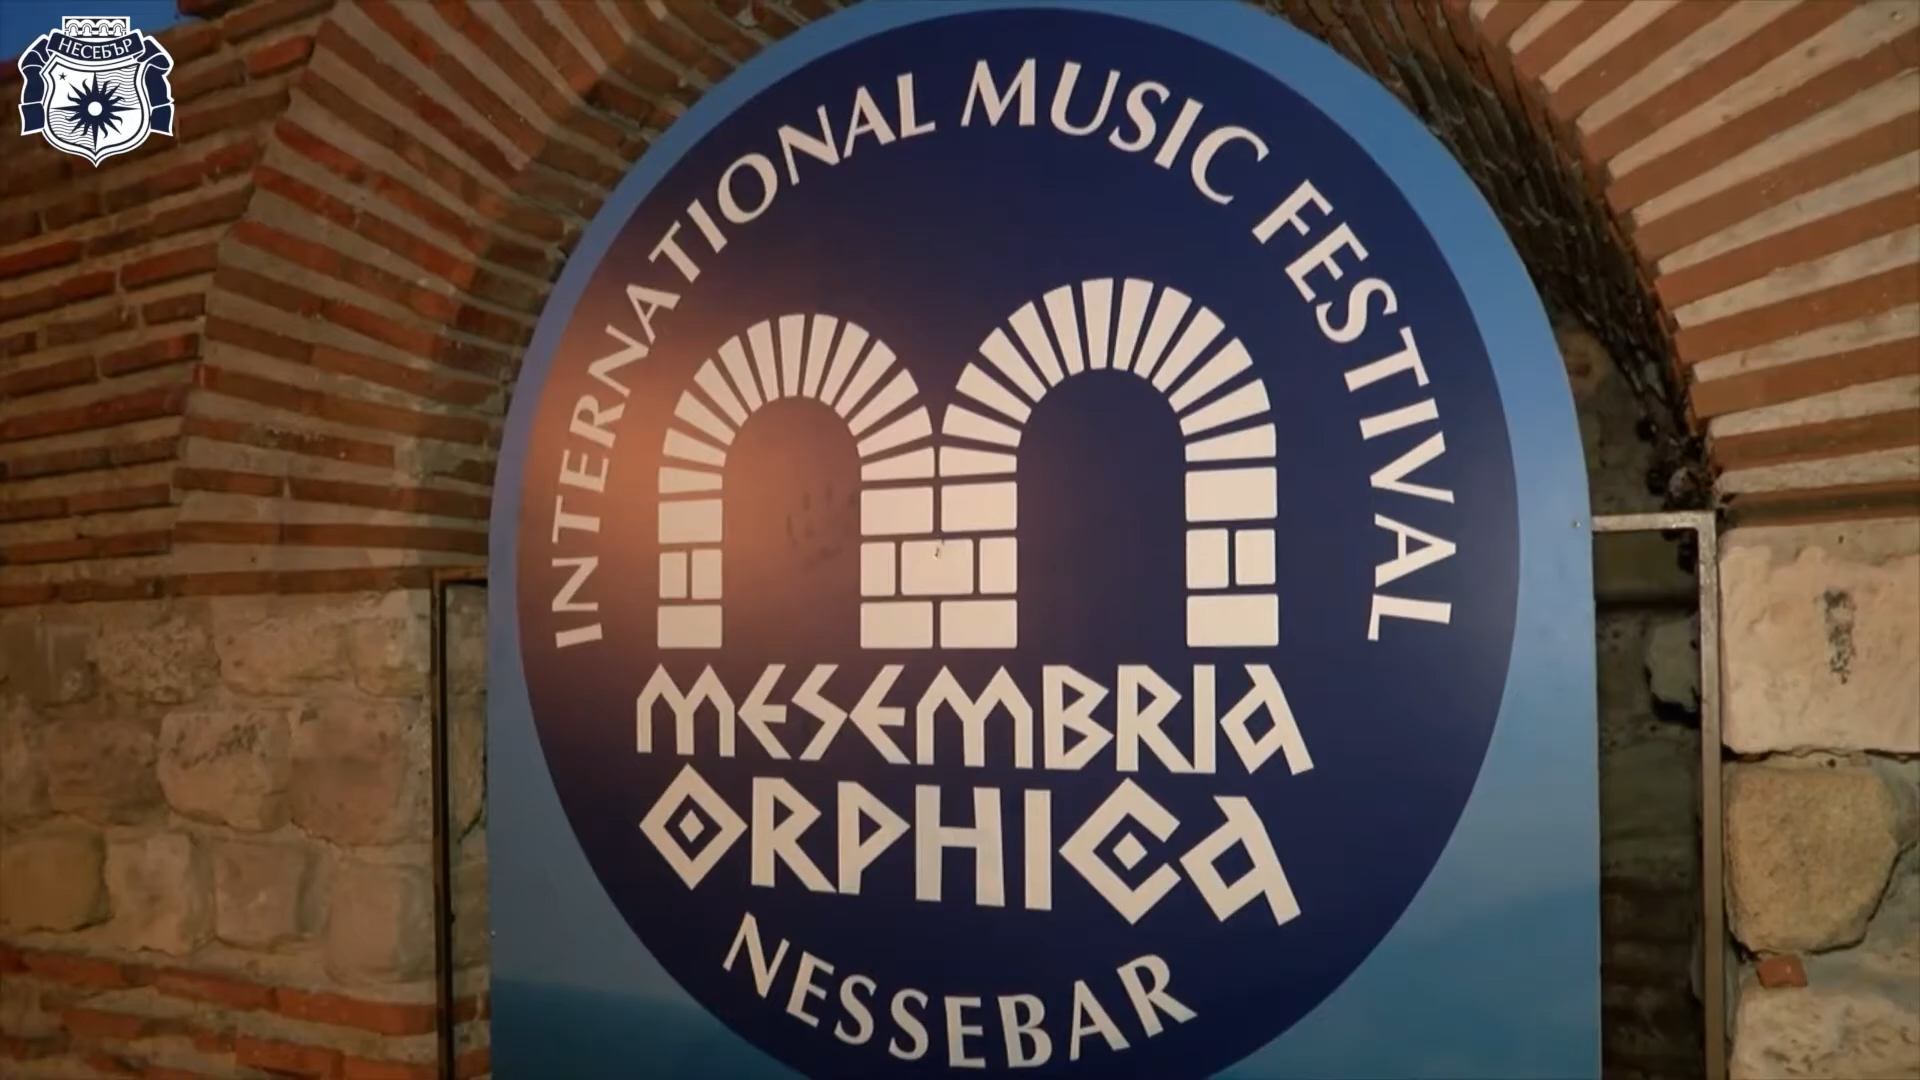 НЕСЕБЪР
INTERNATIONAL MUSIC FESTIVAL
MESEMBRIA
ORPHICA
NESSEBAR